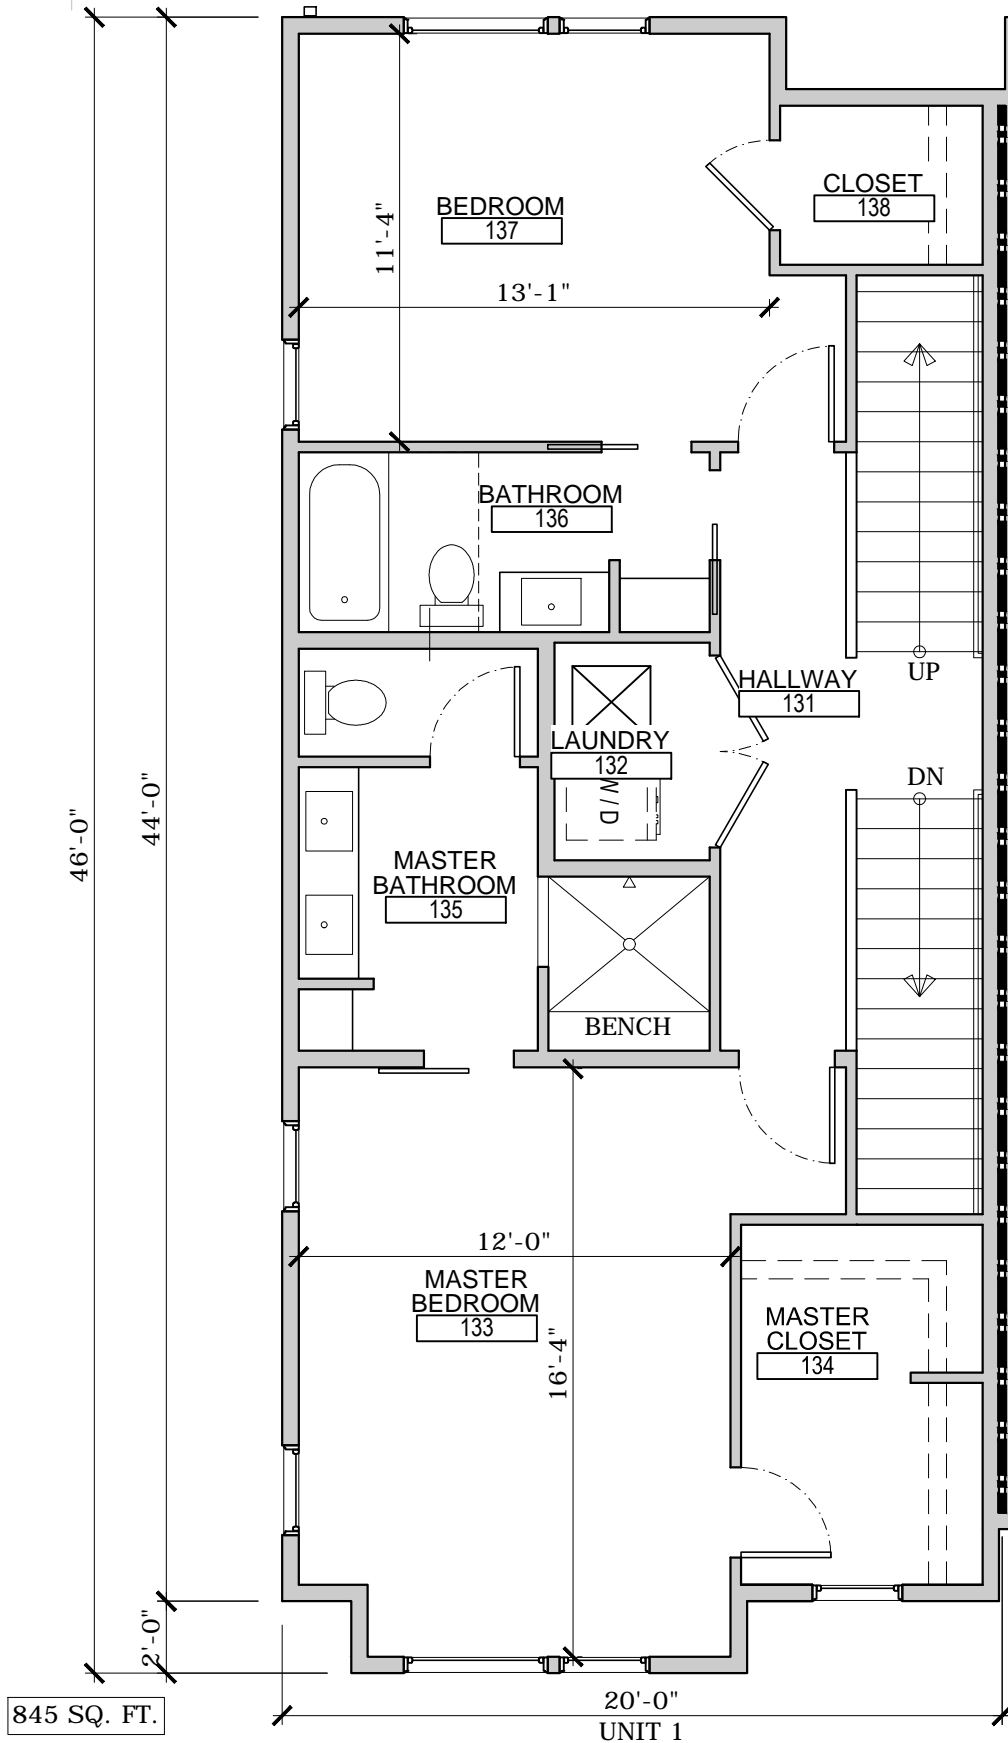 CLOSET
138
BEDROOM
137
11'-4"
13'-1"
BATHROOM
136
UP
HALLWAY
131
LAUNDRY
132
W / D
DN
46'-0"
44'-0"
MASTER
BATHROOM
135
BENCH
12'-0"
MASTER
BEDROOM
133
16'-4"
MASTER
CLOSET
134
2'-0"
845 SQ. FT.
20'-0"
UNIT 1